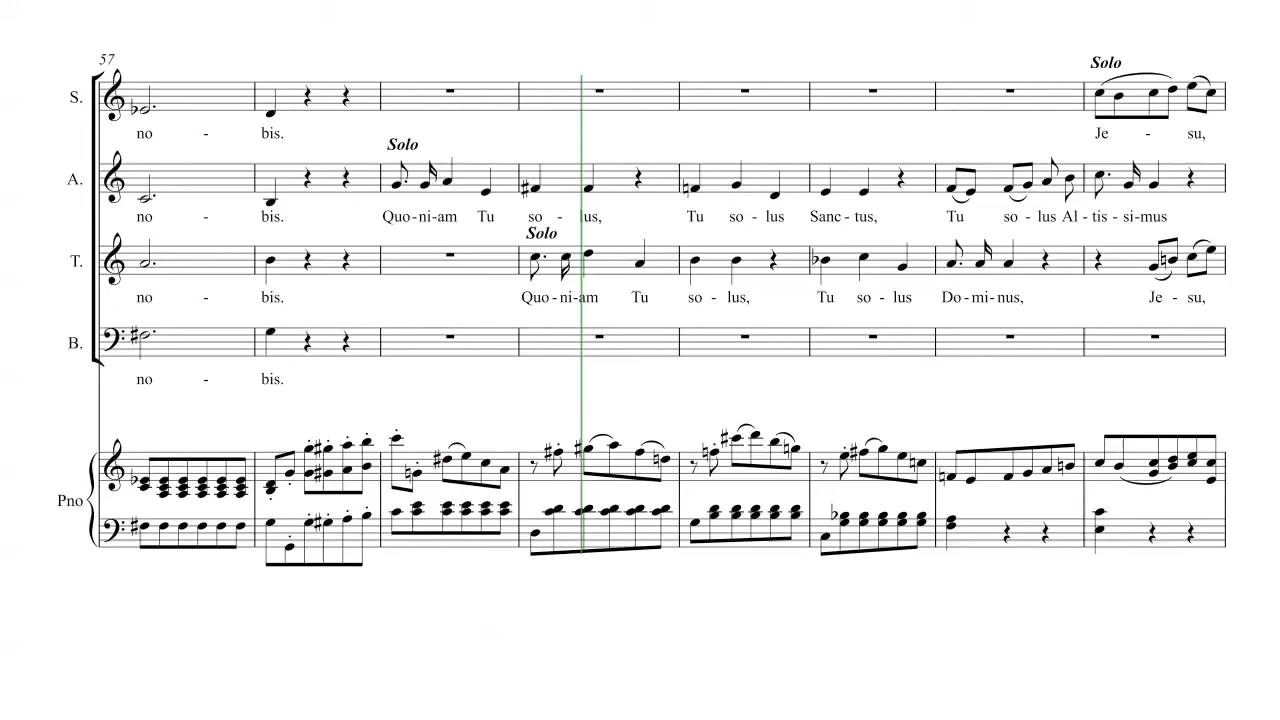 57
Solo
S.
no - bis. Je - su,
Solo
A.
no - bis. Quo-ni-am Tu so - lus, Tu so - lus Sanc-tus, Tu so - lus Al-tis-si-mus
Solo
T.
no - bis. Quo-ni-am Tu so - lus, Tu so - lus Do-mi-nus, Je - su,
B.
no - bis.
Pno